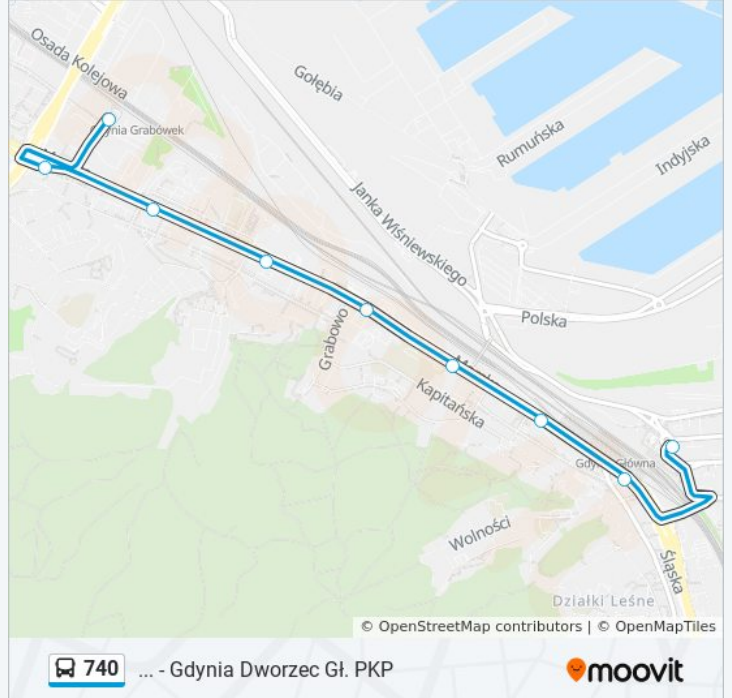 Osada Kolejowa
Gołębia
Gdynia Grabówek
Rumuńska
Indyjska
Janka Wiśniewskiego
Polska
Grabowo
Kapitańska
Gdynia Główna
Wolności
Śląska
Działki Leśne
© OpenStreetMap contributors | © OpenMapTiles
740 ... - Gdynia Dworzec Gł. PKP
moovit